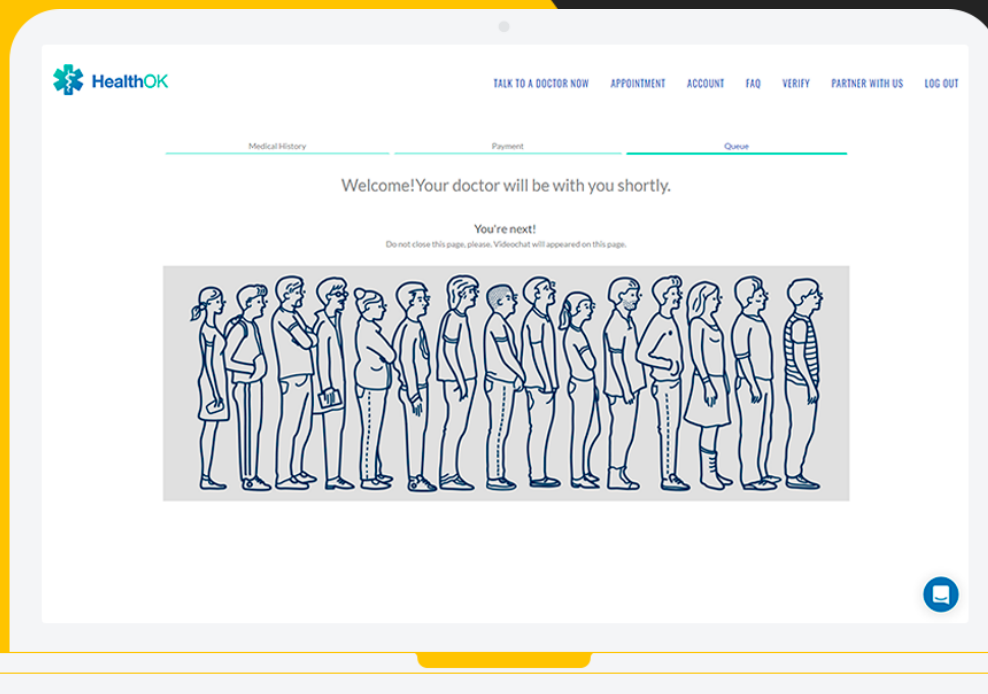 HealthOK
TALK TO A DOCTOR NOW APPOINTMENT ACCOUNT FAQ VERIFY PARTNER WITH US LOG OUT
Medical History Payment Queue
Welcome!Your doctor will be with you shortly.
You're next!
Do not close this page, please. Videochat will appeared on this page.